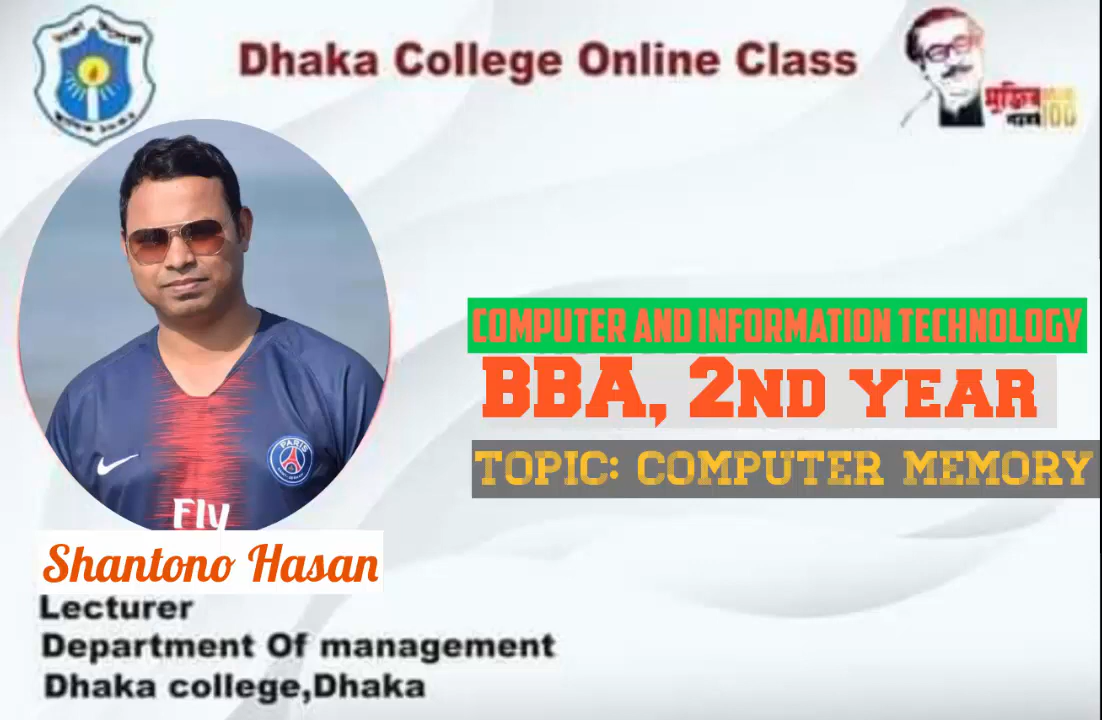 Dhaka College Online Class
মুজিব
100
COMPUTER AND INFORMATION TECHNOLOGY
BBA, 2ND YEAR
TOPIC: COMPUTER MEMORY
PARIS
Fly
Shantono Hasan
Lecturer
Department Of management
Dhaka college,Dhaka